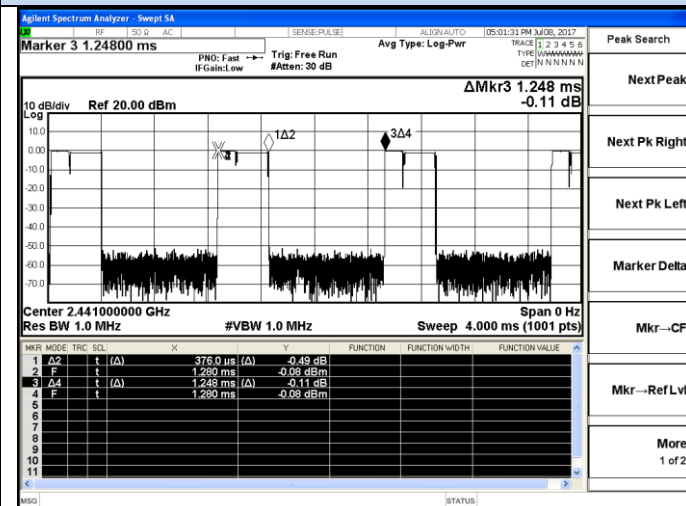 Agilent Spectrum Analyzer - Swept SA
LXI RF 50 Ω AC SENSE:PULSE ALIGNAUTO 05:01:31 PM Jul 08, 2017
Marker 3 1.24800 ms
PNO: Fast
IFGain:Low
Trig: Free Run
#Atten: 30 dB
Avg Type: Log-Pwr
TRACE 1 2 3 4 5 6
TYPE
DET N N N N N N
ΔMkr3 1.248 ms
-0.11 dB
10 dB/div Ref 20.00 dBm
Log
10.0
0.00
-10.0
-20.0
-30.0
-40.0
-50.0
-60.0
-70.0
1Δ2
3Δ4
Center 2.441000000 GHz Span 0 Hz
Res BW 1.0 MHz #VBW 1.0 MHz Sweep 4.000 ms (1001 pts)
MKR MODE TRC SCL X Y FUNCTION FUNCTION WIDTH FUNCTION VALUE
1 Δ2 t (Δ) 376.0 µs (Δ) -0.49 dB
2 F t 1.280 ms -0.08 dBm
3 Δ4 t (Δ) 1.248 ms (Δ) -0.11 dB
4 F t 1.280 ms -0.08 dBm
5
6
7
8
9
10
11
MSG STATUS
Peak Search
Next Peak
Next Pk Right
Next Pk Left
Marker Delta
Mkr→CF
Mkr→Ref Lvl
More
1 of 2